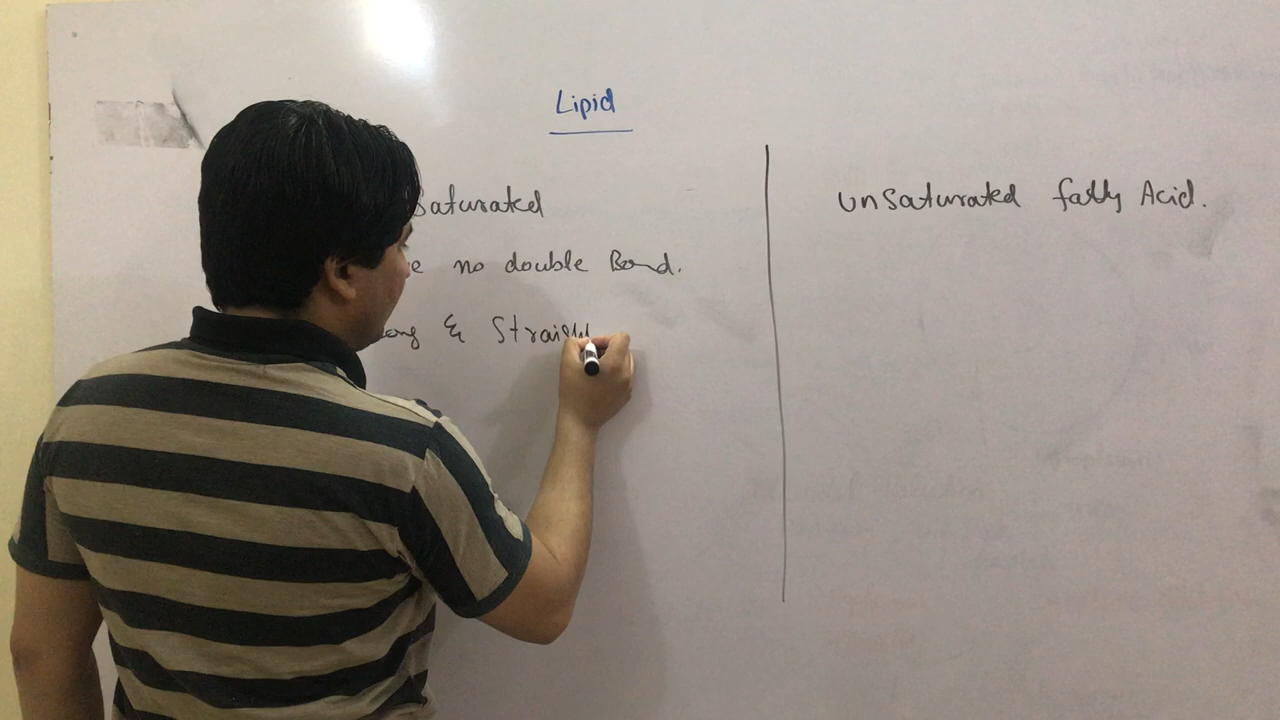 Lipid
Saturated
no double Bond.
& Straight
unsaturated fatty Acid.